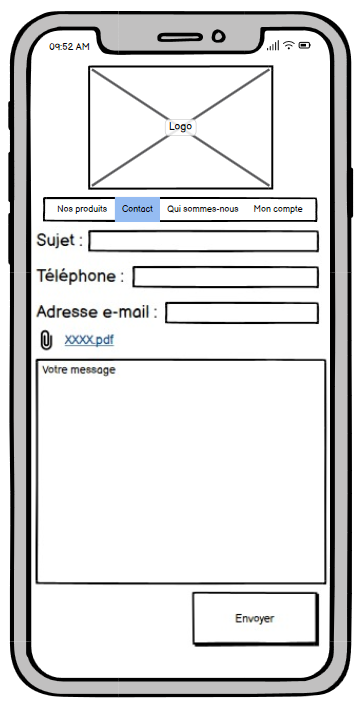 09:52 AM
Logo
Nos produits Contact Qui sommes-nous Mon compte
Sujet :
Téléphone :
Adresse e-mail :
XXXX.pdf
Votre message
Envoyer